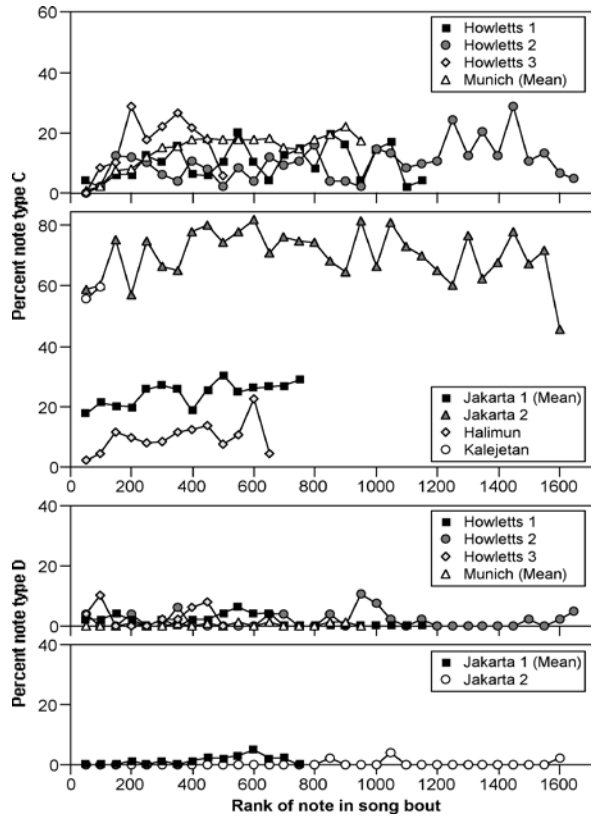 60
Howletts 1
Howletts 2
Howletts 3
Munich (Mean)
40
20
0
Percent note type C
80
60
40
20
0
Jakarta 1 (Mean)
Jakarta 2
Halimun
Kalejetan
200 400 600 800 1000 1200 1400 1600
Percent note type D
40
20
0
Howletts 1
Howletts 2
Howletts 3
Munich (Mean)
40
20
0
Jakarta 1 (Mean)
Jakarta 2
0 200 400 600 800 1000 1200 1400 1600
Rank of note in song bout